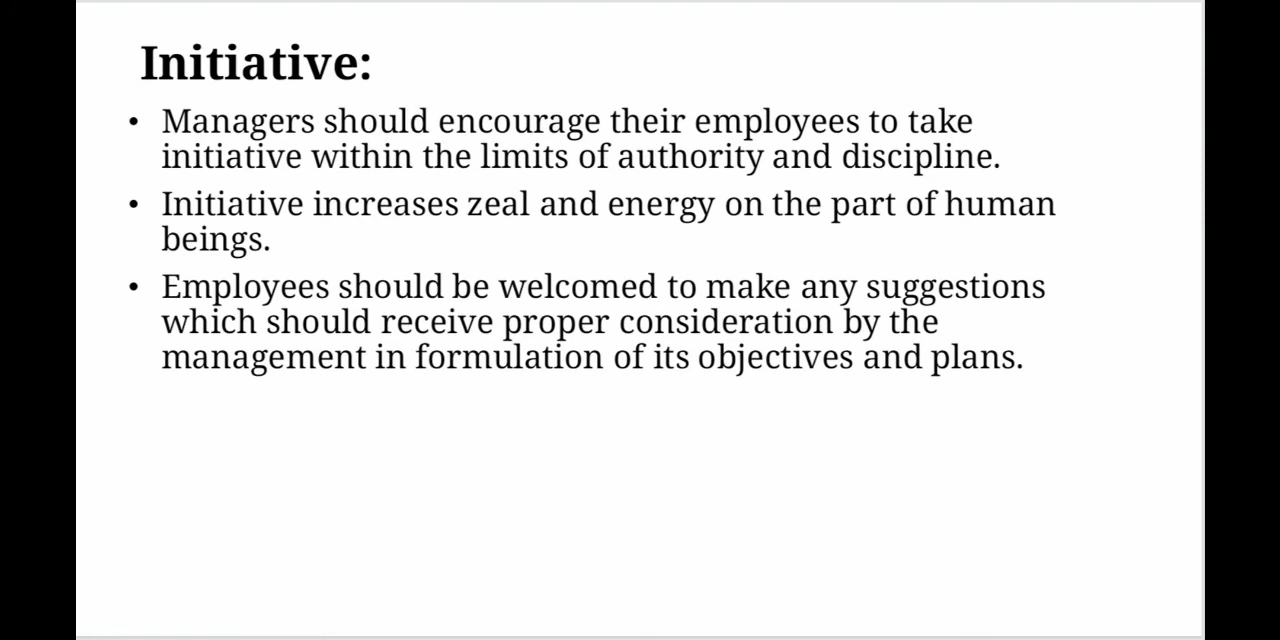 Initiative:
• Managers should encourage their employees to take
initiative within the limits of authority and discipline.
• Initiative increases zeal and energy on the part of human
beings.
• Employees should be welcomed to make any suggestions
which should receive proper consideration by the
management in formulation of its objectives and plans.